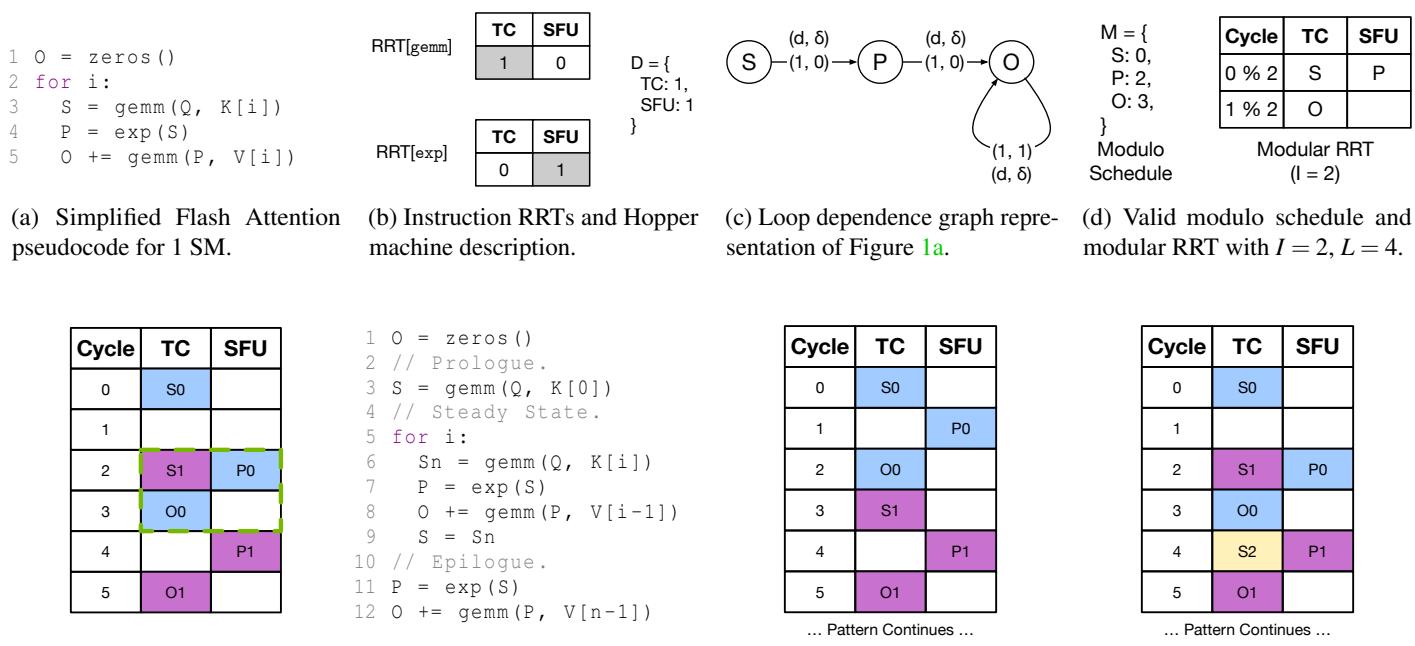 1 O = zeros()
2 for i:
3   S = gemm(Q, K[i])
4   P = exp(S)
5   O += gemm(P, V[i])
(a) Simplified Flash Attention
pseudocode for 1 SM.
RRT[gemm]
TC SFU
1 0
RRT[exp]
TC SFU
0 1
D = {
TC: 1,
SFU: 1
}
(b) Instruction RRTs and Hopper
machine description.
S
(d, δ)
(1, 0)
P
(d, δ)
(1, 0)
O
(1, 1)
(d, δ)
(c) Loop dependence graph repre-
sentation of Figure 1a.
M = {
S: 0,
P: 2,
O: 3,
}
Modulo
Schedule
Cycle TC SFU
0 % 2 S P
1 % 2 O
Modular RRT
(I = 2)
(d) Valid modulo schedule and
modular RRT with I = 2, L = 4.
Cycle TC SFU
0 S0
1
2 S1 P0
3 O0
4 P1
5 O1
1 O = zeros()
2 // Prologue.
3 S = gemm(Q, K[0])
4 // Steady State.
5 for i:
6   Sn = gemm(Q, K[i])
7   P = exp(S)
8   O += gemm(P, V[i-1])
9   S = Sn
10 // Epilogue.
11 P = exp(S)
12 O += gemm(P, V[n-1])
Cycle TC SFU
0 S0
1 P0
2 O0
3 S1
4 P1
5 O1
... Pattern Continues ...
Cycle TC SFU
0 S0
1
2 S1 P0
3 O0
4 S2 P1
5 O1
... Pattern Continues ...